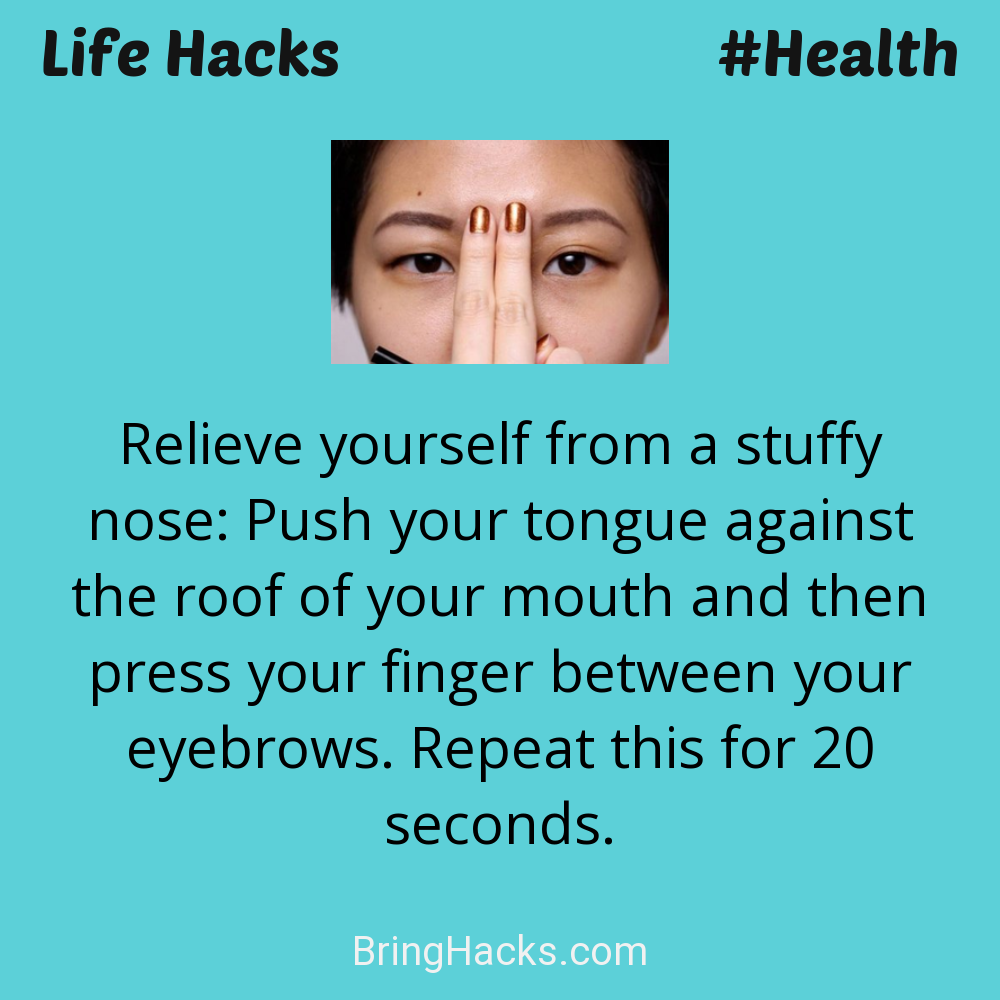 Life Hacks
#Health
Relieve yourself from a stuffy
nose: Push your tongue against
the roof of your mouth and then
press your finger between your
eyebrows. Repeat this for 20
seconds.
BringHacks.com